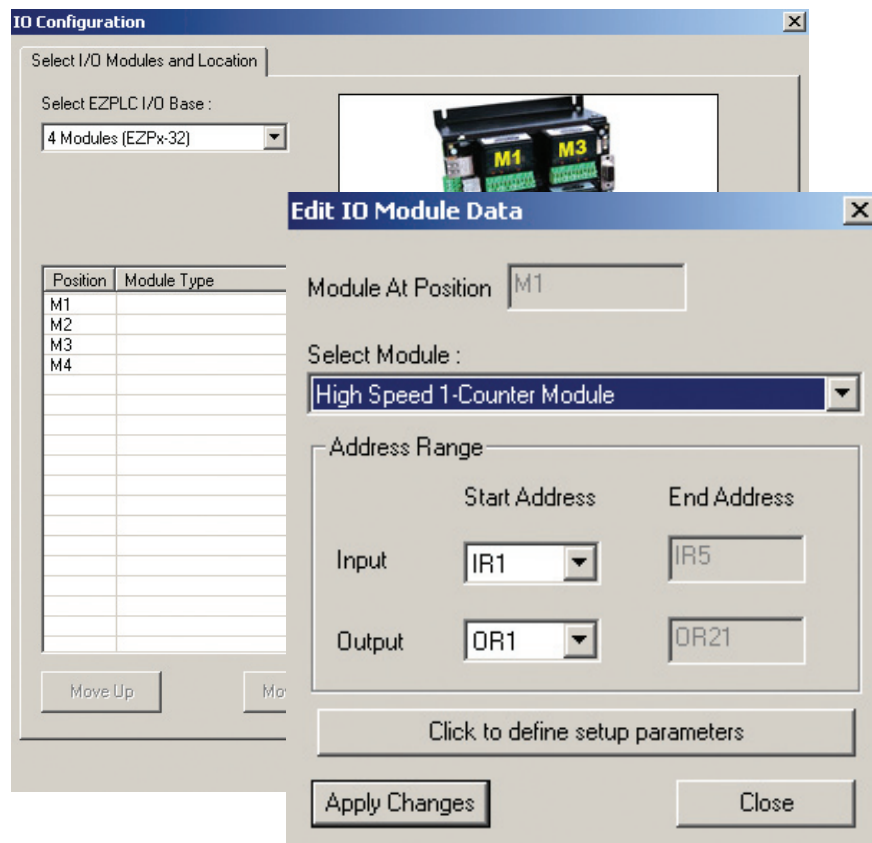 IO Configuration
Select I/O Modules and Location
Select EZPLC I/O Base :
4 Modules (EZPx-32)
M1
M3
Position Module Type
M1
M2
M3
M4
Move Up
Mo
Edit IO Module Data
Module At Position M1
Select Module :
High Speed 1-Counter Module
Address Range
Start Address End Address
Input IR1 IR5
Output OR1 OR21
Click to define setup parameters
Apply Changes Close